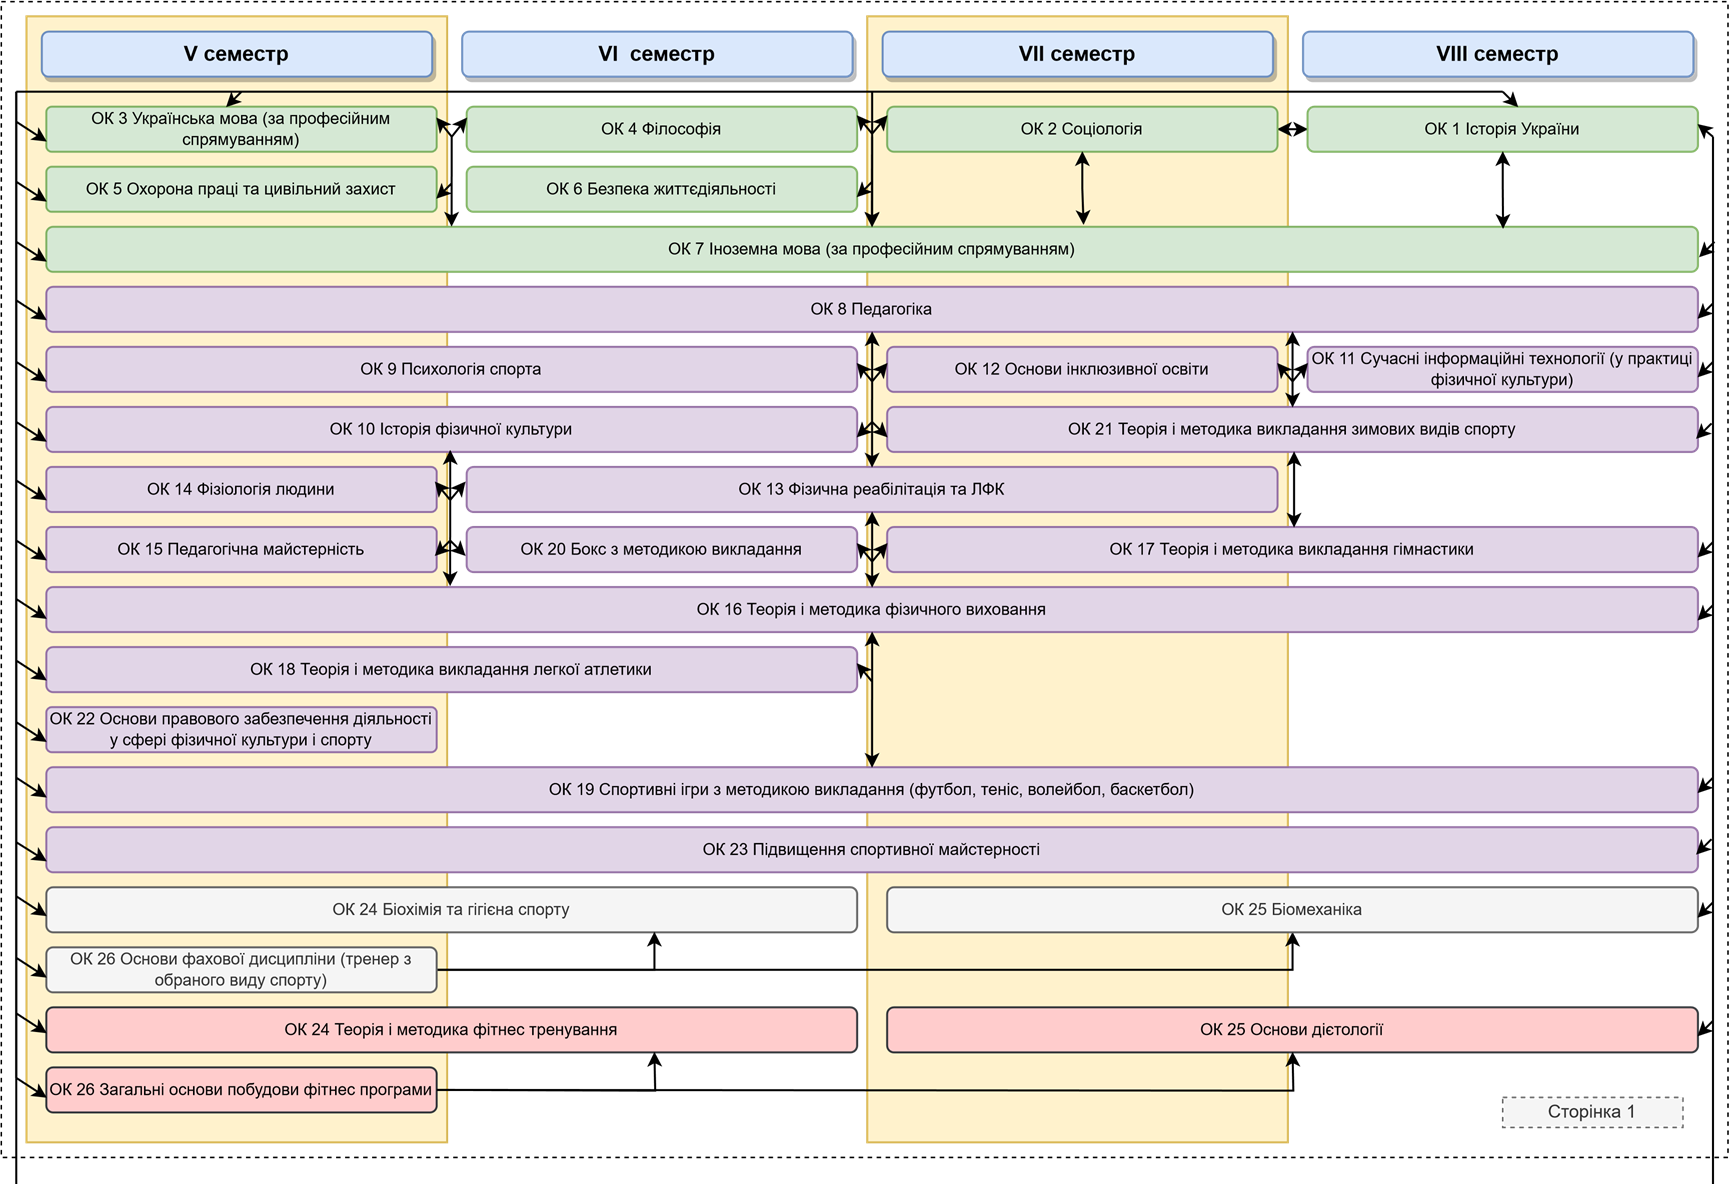 V семестр
VI семестр
VII семестр
VIII семестр
ОК 3 Українська мова (за професійним
спрямуванням)
ОК 4 Філософія
ОК 2 Соціологія
ОК 1 Історія України
ОК 5 Охорона праці та цивільний захист
ОК 6 Безпека життєдіяльності
ОК 7 Іноземна мова (за професійним спрямуванням)
ОК 8 Педагогіка
ОК 9 Психологія спорта
ОК 12 Основи інклюзивної освіти
ОК 11 Сучасні інформаційні технології (у практиці
фізичної культури)
ОК 10 Історія фізичної культури
ОК 21 Теорія і методика викладання зимових видів спорту
ОК 14 Фізіологія людини
ОК 13 Фізична реабілітація та ЛФК
ОК 15 Педагогічна майстерність
ОК 20 Бокс з методикою викладання
ОК 17 Теорія і методика викладання гімнастики
ОК 16 Теорія і методика фізичного виховання
ОК 18 Теорія і методика викладання легкої атлетики
ОК 22 Основи правового забезпечення діяльності
у сфері фізичної культури і спорту
ОК 19 Спортивні ігри з методикою викладання (футбол, теніс, волейбол, баскетбол)
ОК 23 Підвищення спортивної майстерності
ОК 24 Біохімія та гігієна спорту
ОК 25 Біомеханіка
ОК 26 Основи фахової дисципліни (тренер з
обраного виду спорту)
ОК 24 Теорія і методика фітнес тренування
ОК 25 Основи дієтології
ОК 26 Загальні основи побудови фітнес програми
Сторінка 1